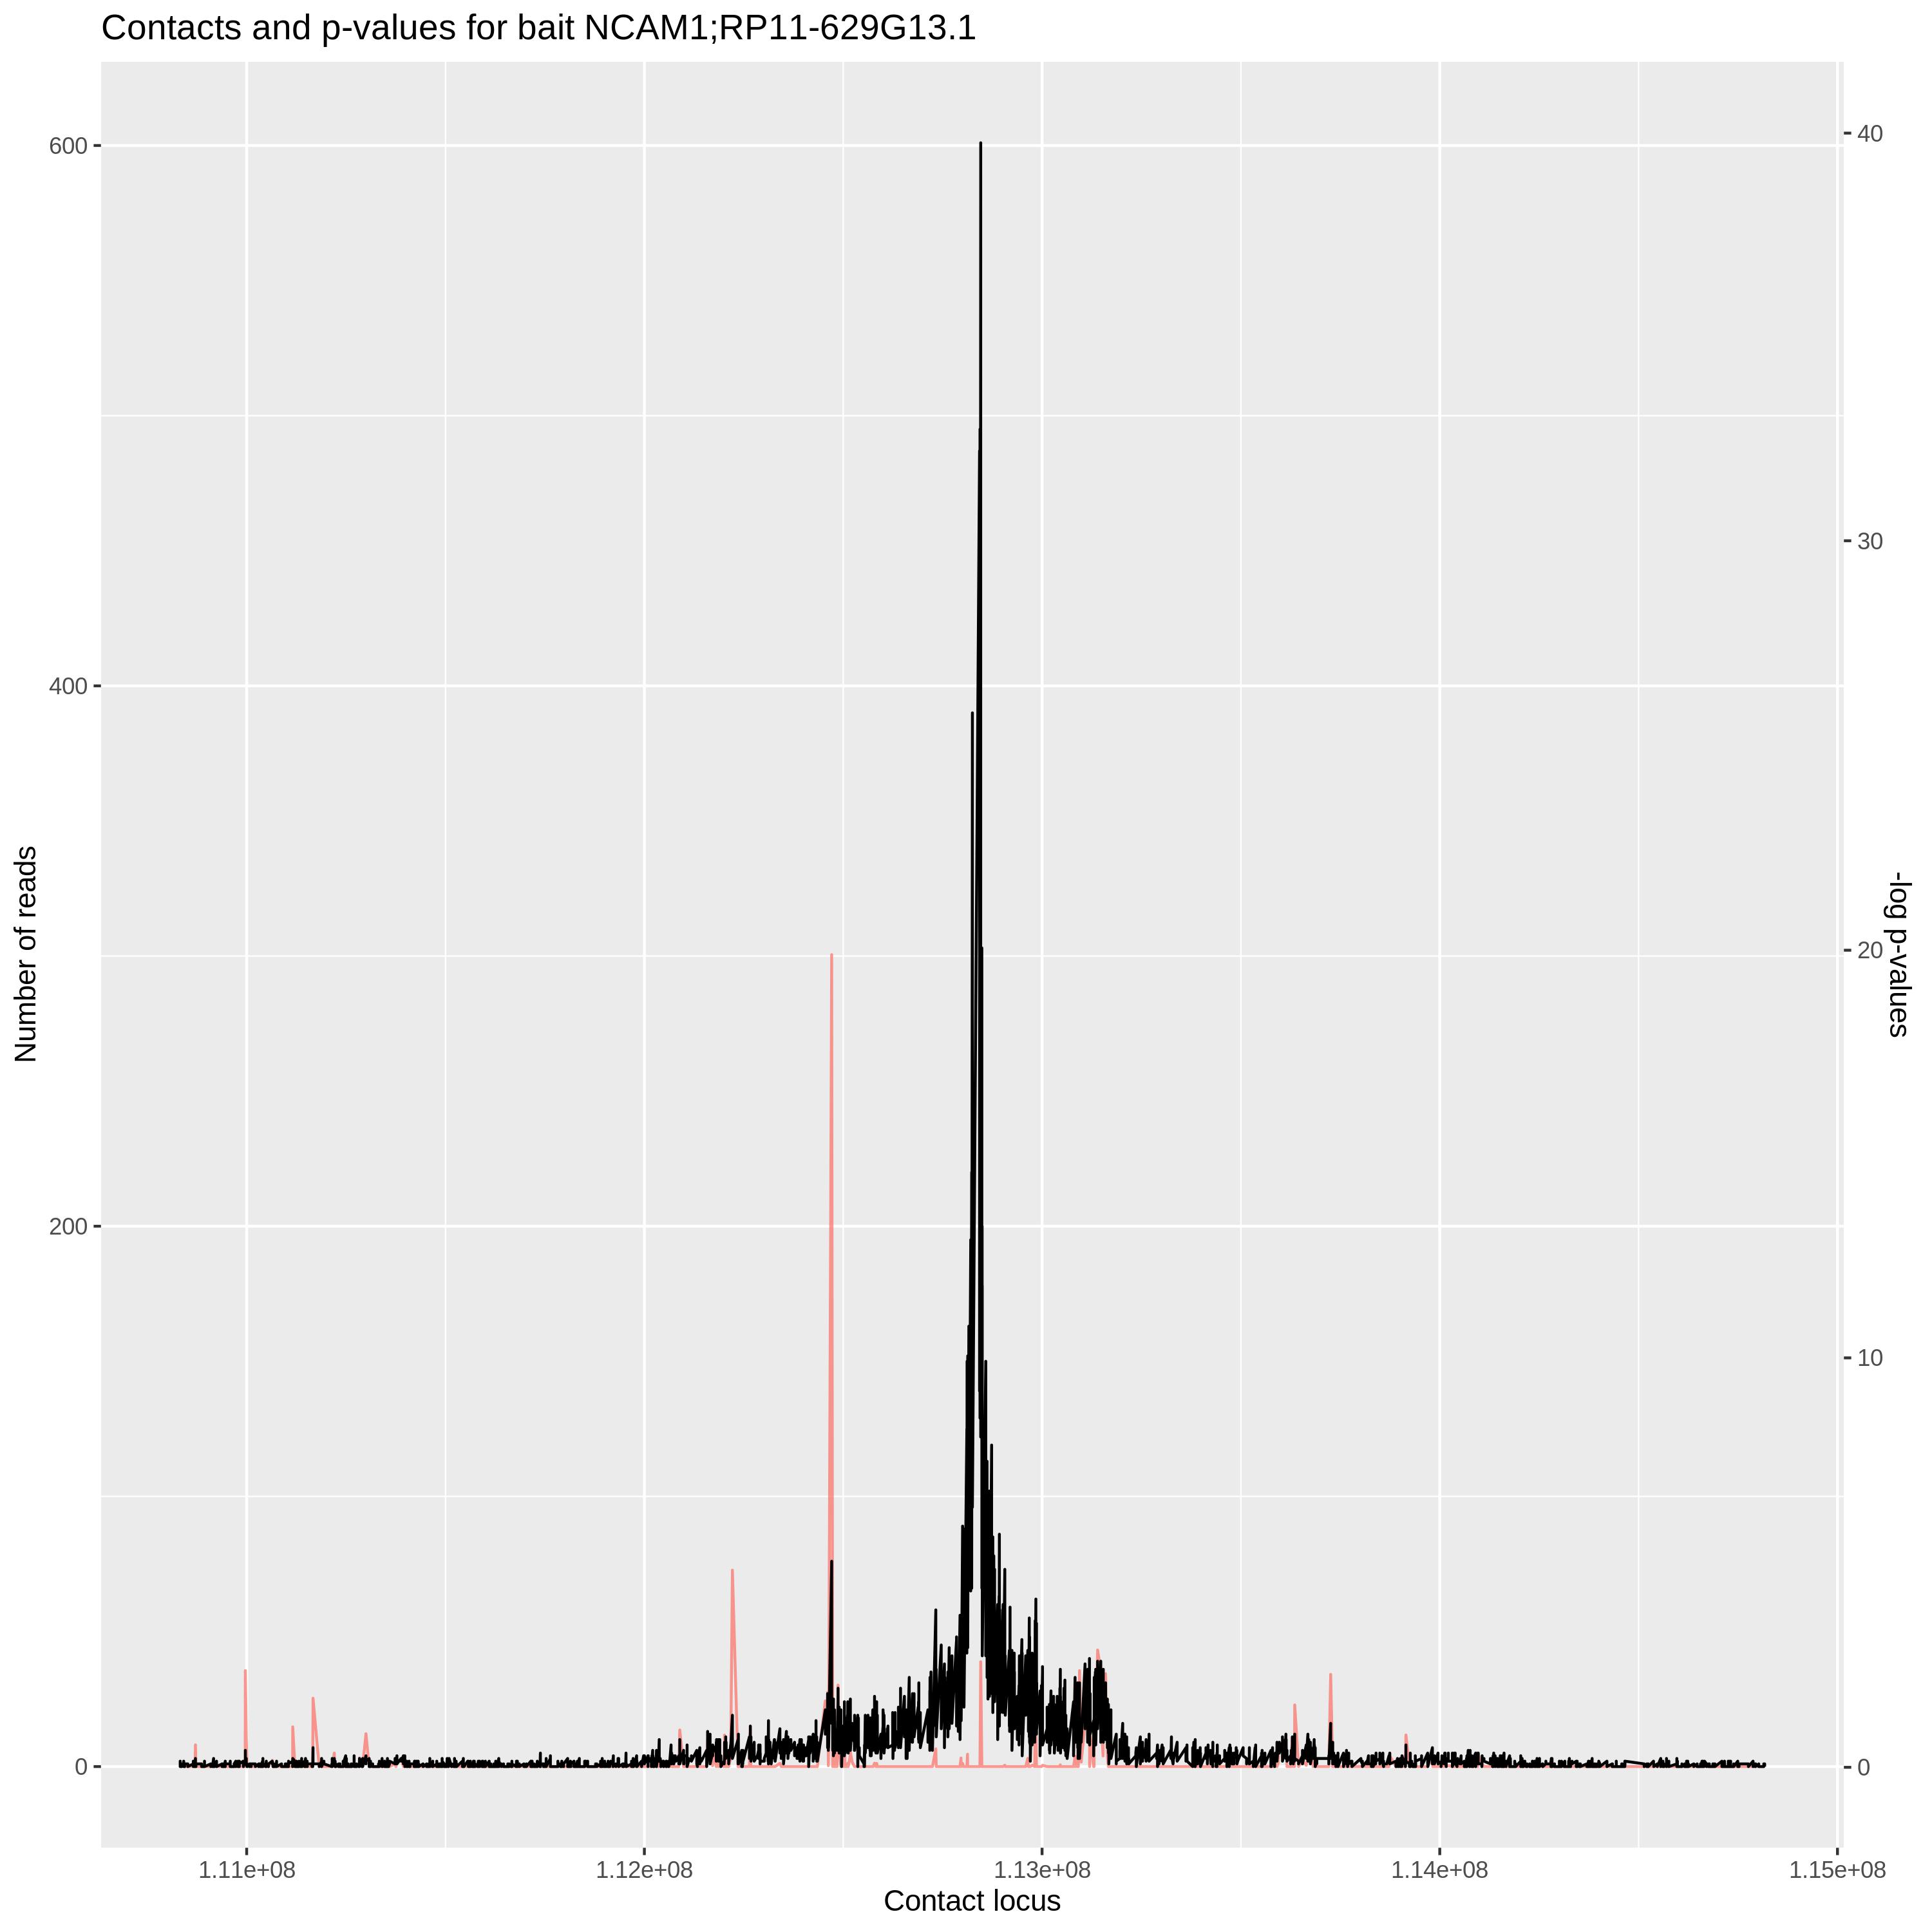 Contacts and p-values for bait NCAM1;RP11-629G13.1
600
400
200
0
Number of reads
40
30
20
10
0
-log p-values
1.11e+08 1.12e+08 1.13e+08 1.14e+08 1.15e+08
Contact locus